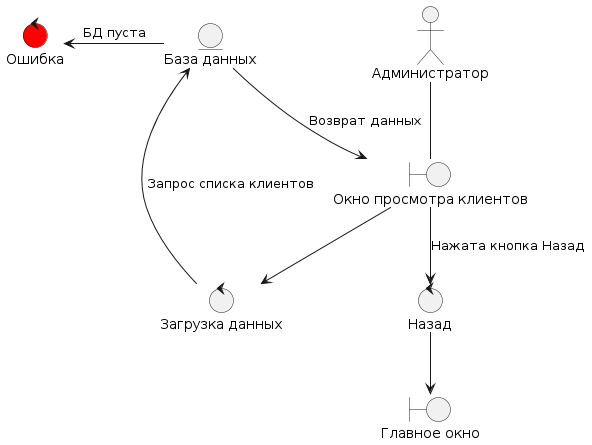 БД пуста
Ошибка
База данных
Администратор
Возврат данных
Запрос списка клиентов
Окно просмотра клиентов
Нажата кнопка Назад
Загрузка данных
Назад
Главное окно